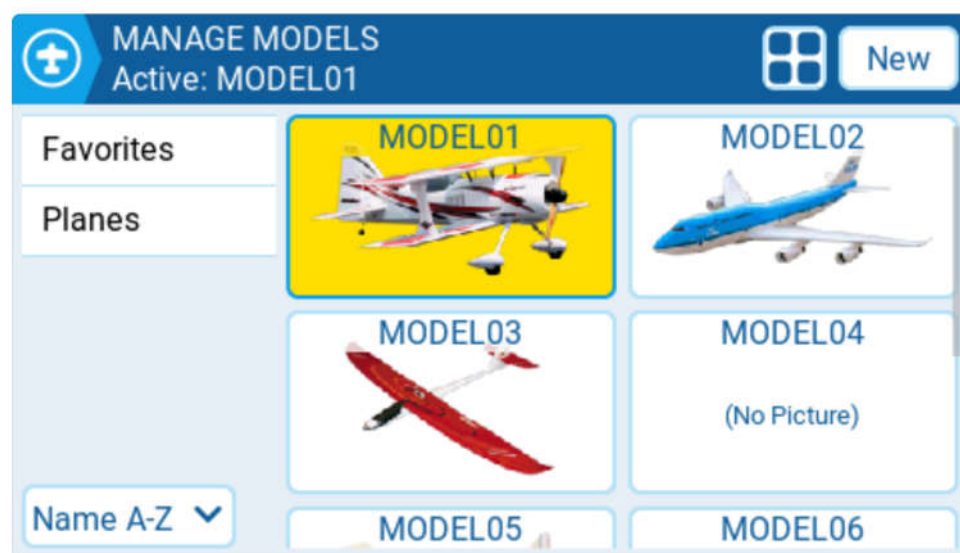 MANAGE MODELS
Active: MODEL01
New
Favorites
Planes
MODEL01
MODEL02
MODEL03
MODEL04
(No Picture)
Name A-Z
MODEL05
MODEL06